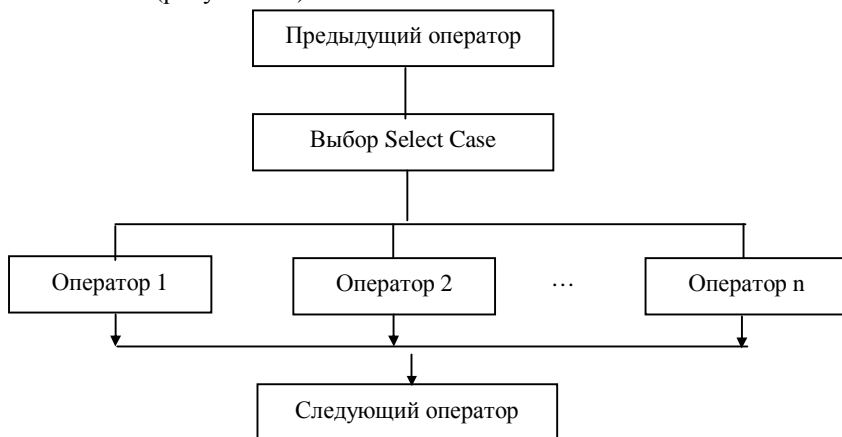 Предыдущий оператор
Выбор Select Case
Оператор 1
Оператор 2
…
Оператор n
Следующий оператор